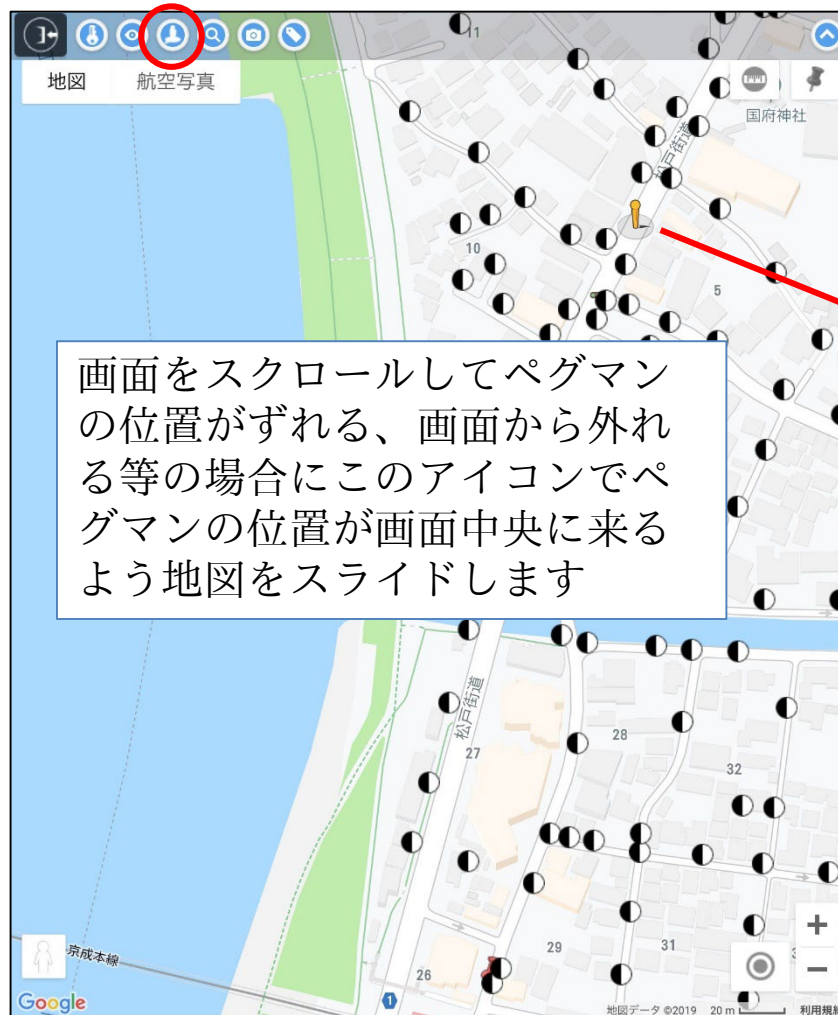 11
地図
航空写真
国府神社
松戸街道
10
5
画面をスクロールしてペグマン
の位置がずれる、画面から外れ
る等の場合にこのアイコンでペ
グマンの位置が画面中央に来る
よう地図をスライドします
松戸街道
28
27
32
29
31
京成本線
26
1
Google
地図データ ©2019
20 m
利用規約